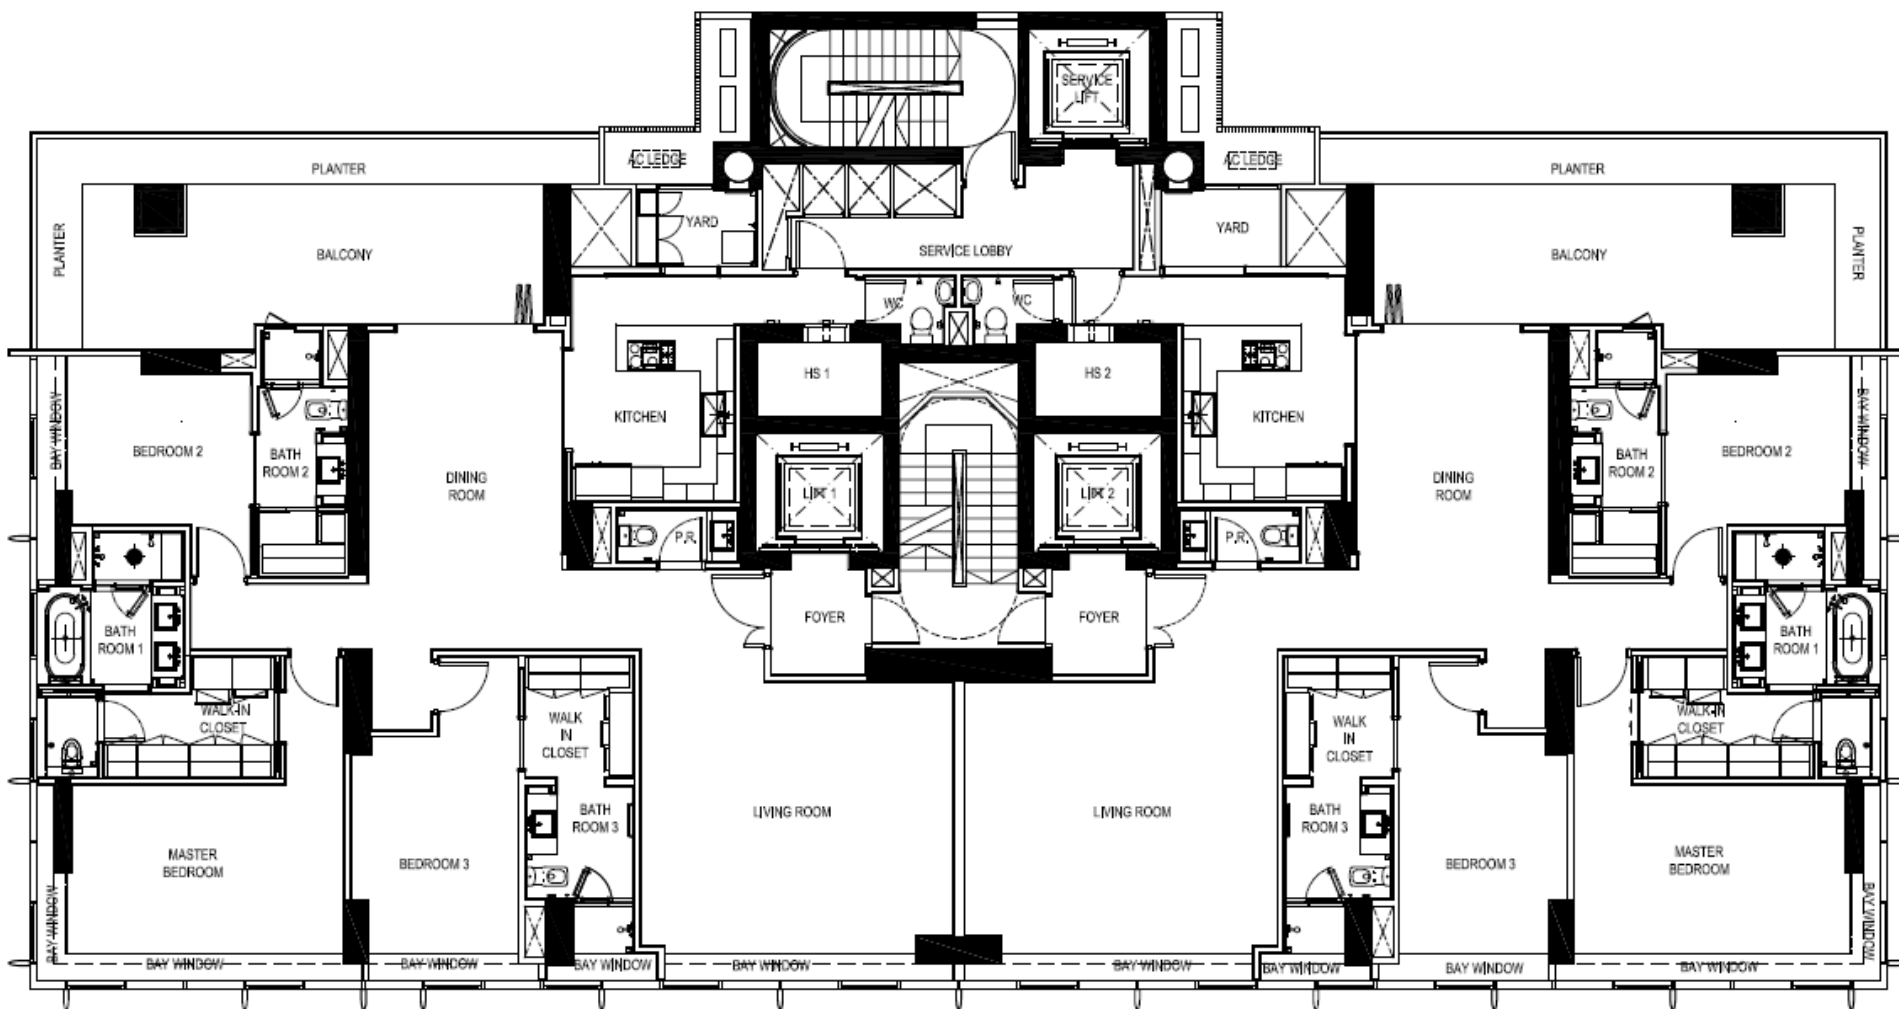 SERVICE
LIFT
PLANTER
AC LEDGE
AC LEDGE
PLANTER
PLANTER
BALCONY
YARD
SERVICE LOBBY
YARD
BALCONY
PLANTER
WC
WC
HS 1
HS 2
BAY WINDOW
BEDROOM 2
BATH
ROOM 2
DINING
ROOM
KITCHEN
LIFT 1
LIFT 2
KITCHEN
DINING
ROOM
BATH
ROOM 2
BEDROOM 2
BAY WINDOW
P.R.
P.R.
BATH
ROOM 1
FOYER
FOYER
BATH
ROOM 1
WALK-IN
CLOSET
WALK
IN
CLOSET
WALK
IN
CLOSET
WALK-IN
CLOSET
MASTER
BEDROOM
BEDROOM 3
BATH
ROOM 3
LIVING ROOM
LIVING ROOM
BATH
ROOM 3
BEDROOM 3
MASTER
BEDROOM
BAY WINDOW
BAY WINDOW
BAY WINDOW
BAY WINDOW
BAY WINDOW
BAY WINDOW
BAY WINDOW
BAY WINDOW
BAY WINDOW
BAY WINDOW